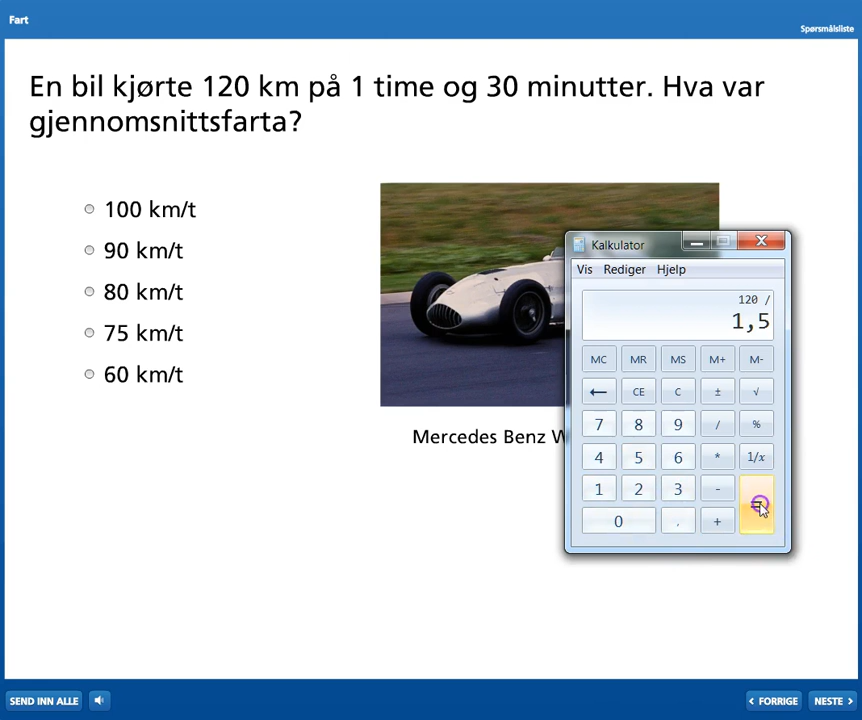 Fart
Spørsmålsliste
En bil kjørte 120 km på 1 time og 30 minutter. Hva var
gjennomsnittsfarta?
100 km/t
90 km/t
80 km/t
75 km/t
60 km/t
Mercedes Benz
Kalkulator
Vis Rediger Hjelp
120 /
1,5
MC MR MS M+ M-
← CE C ± √
7 8 9 / %
4 5 6 * 1/x
1 2 3 - =
0 , +
SEND INN ALLE
< FORRIGE NESTE >